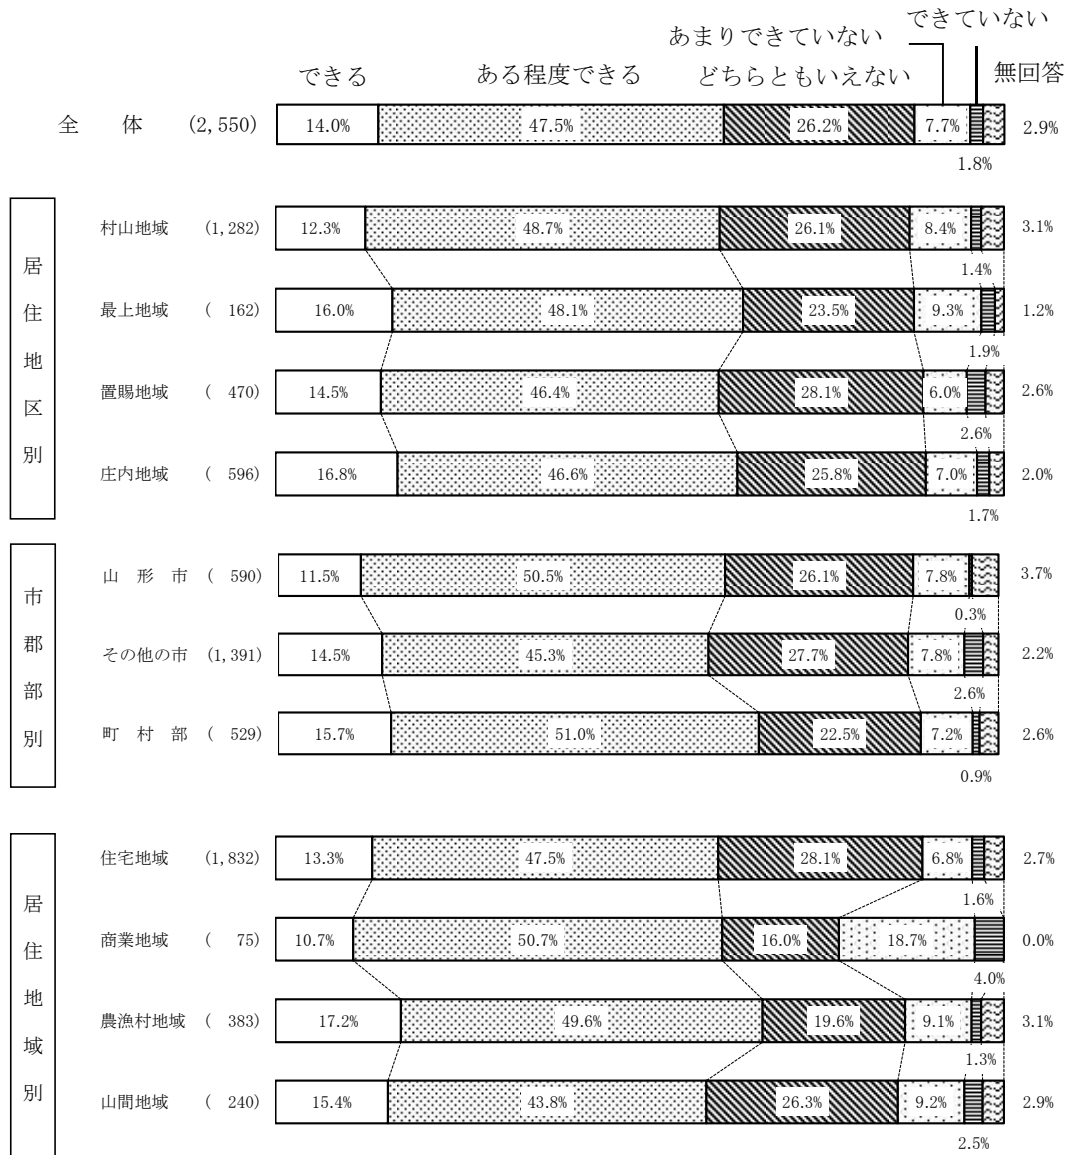 できていない
あまりできていない
できる ある程度できる どちらともいえない 無回答
全 体 (2,550) 14.0% 47.5% 26.2% 7.7% 2.9%
1.8%
居住地区別
村山地域 (1,282) 12.3% 48.7% 26.1% 8.4% 3.1%
1.4%
最上地域 ( 162) 16.0% 48.1% 23.5% 9.3% 1.2%
1.9%
置賜地域 ( 470) 14.5% 46.4% 28.1% 6.0% 2.6%
2.6%
庄内地域 ( 596) 16.8% 46.6% 25.8% 7.0% 2.0%
1.7%
市郡部別
山 形 市 ( 590) 11.5% 50.5% 26.1% 7.8% 3.7%
0.3%
その他の市 (1,391) 14.5% 45.3% 27.7% 7.8% 2.2%
2.6%
町 村 部 ( 529) 15.7% 51.0% 22.5% 7.2% 2.6%
0.9%
居住地域別
住宅地域 (1,832) 13.3% 47.5% 28.1% 6.8% 2.7%
1.6%
商業地域 ( 75) 10.7% 50.7% 16.0% 18.7% 0.0%
4.0%
農漁村地域 ( 383) 17.2% 49.6% 19.6% 9.1% 3.1%
1.3%
山間地域 ( 240) 15.4% 43.8% 26.3% 9.2% 2.9%
2.5%